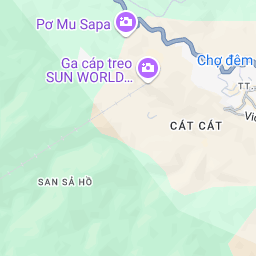 Pơ Mu Sapa
Ga cáp treo
SUN WORLD...
Chợ đêm
TT.
CÁT CÁT
SAN SẢ HỒ